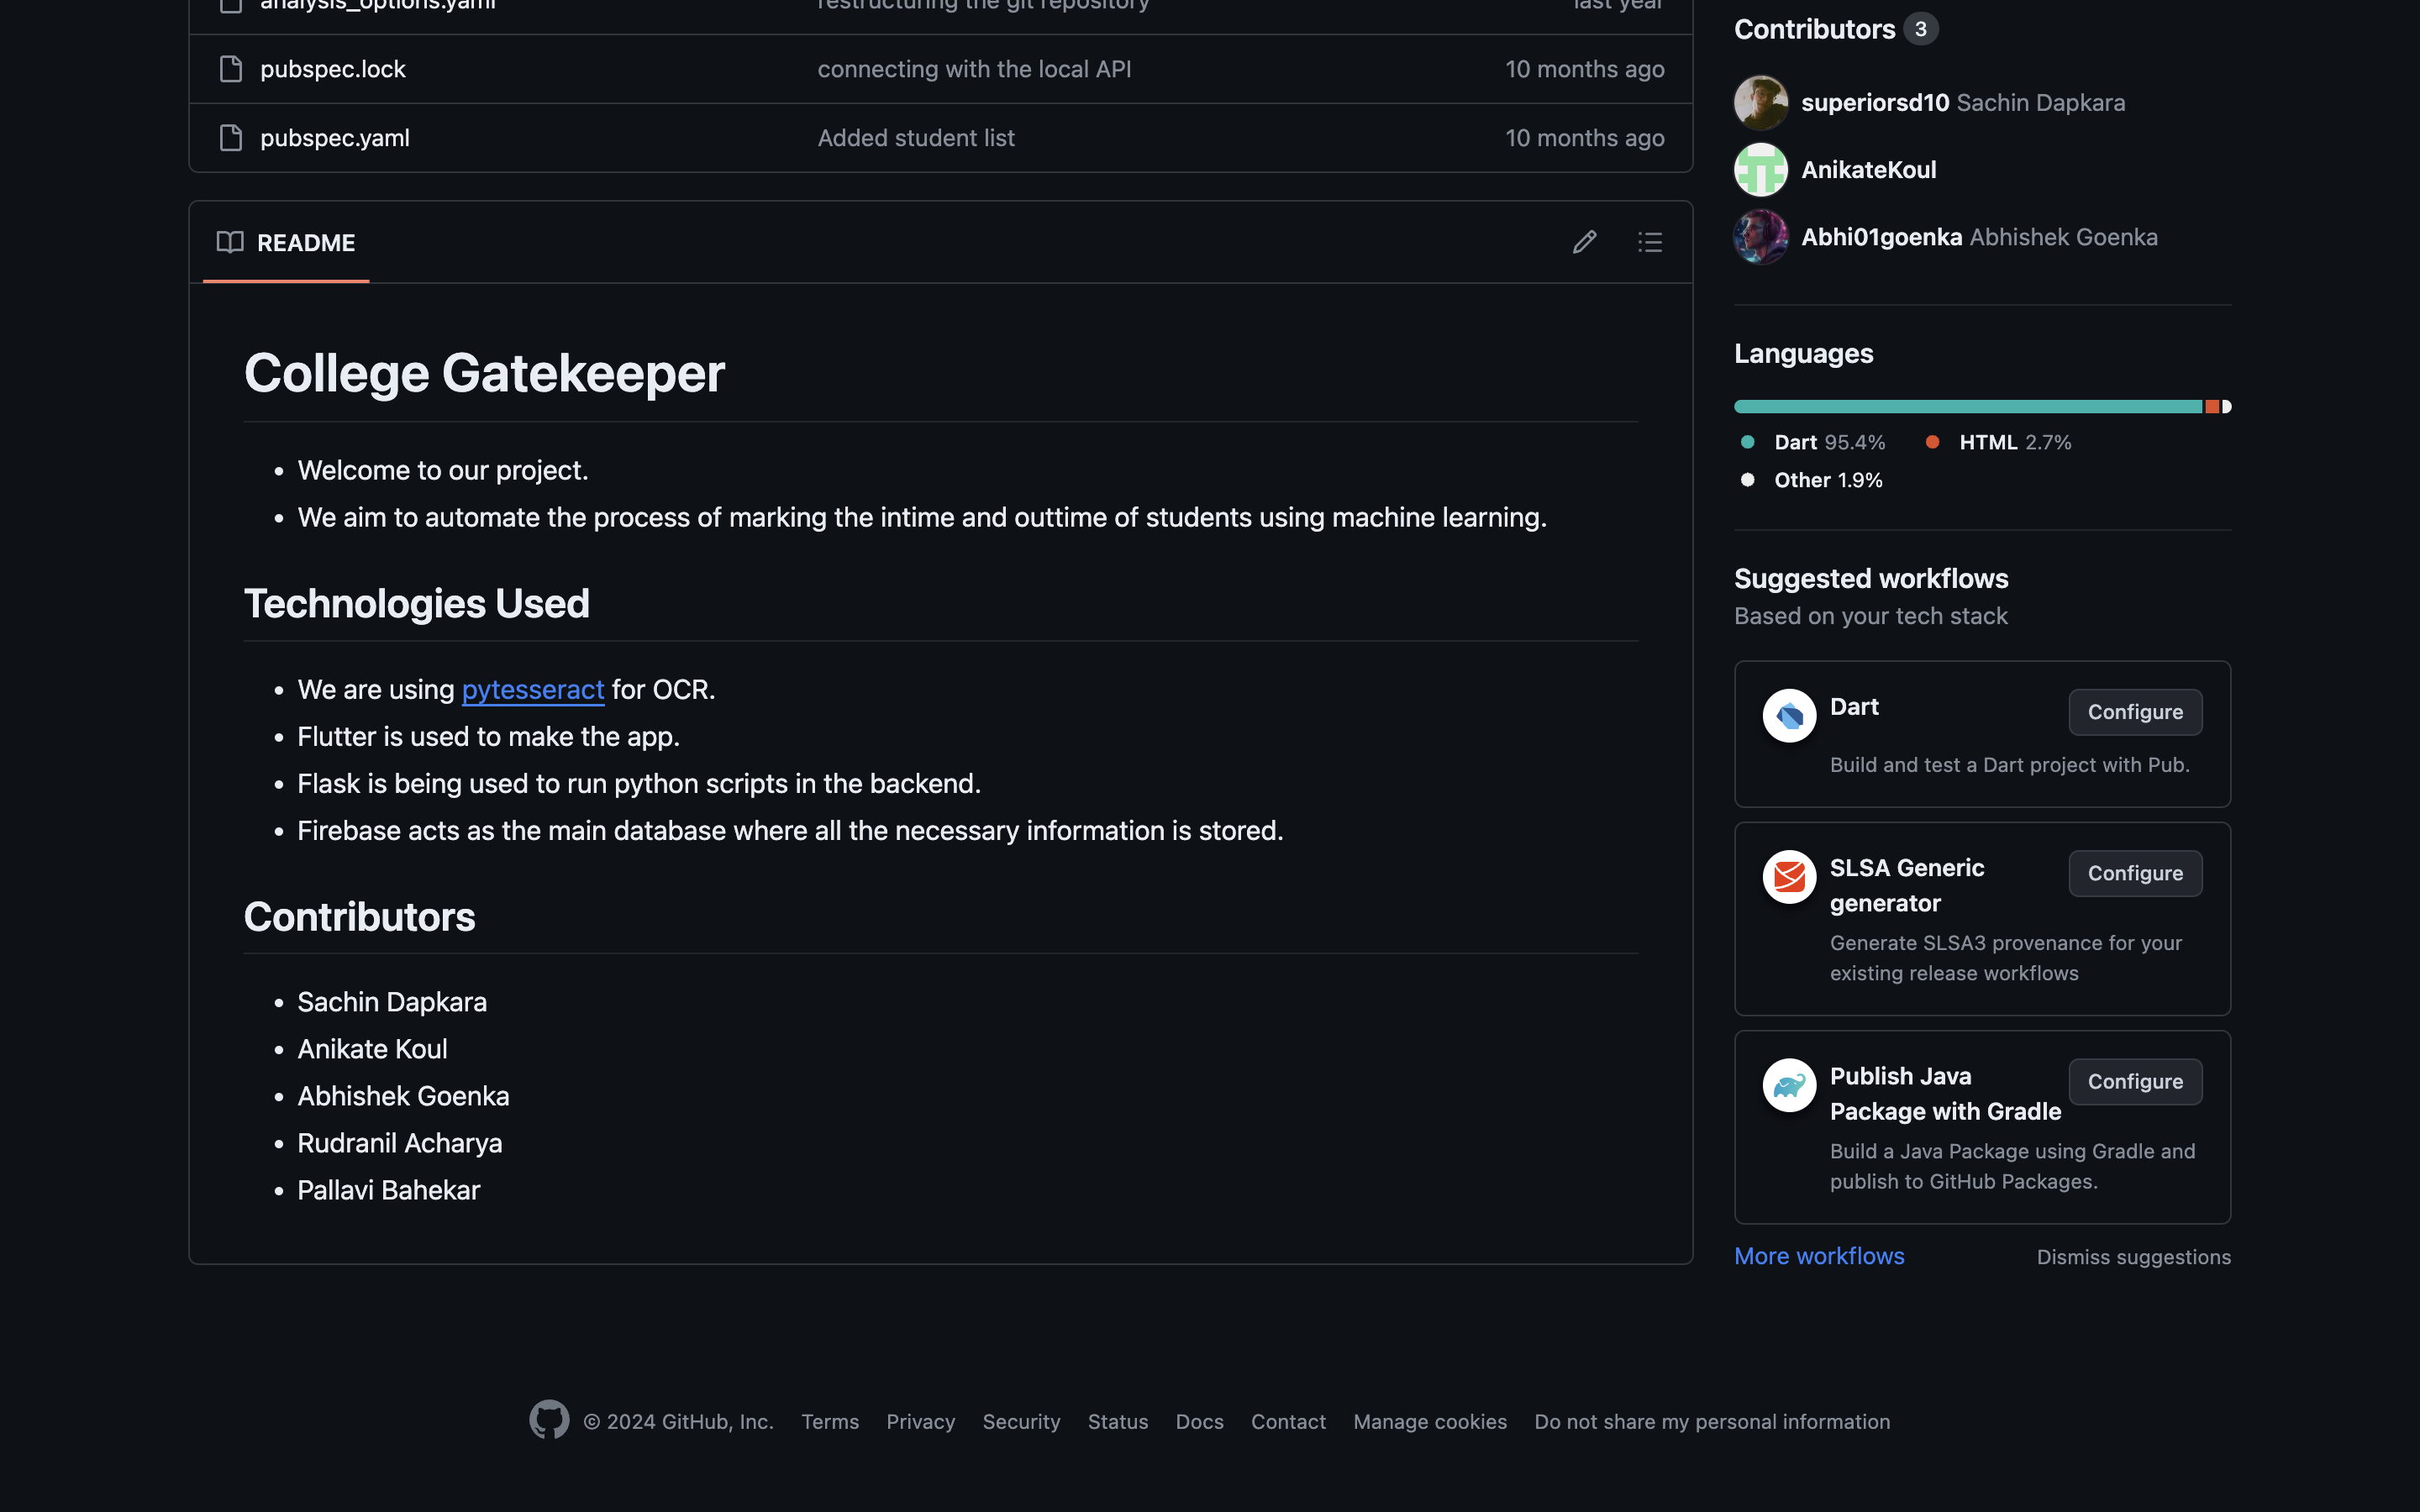 analysis_options.yaml restructuring the git repository last year
pubspec.lock connecting with the local API 10 months ago
pubspec.yaml Added student list 10 months ago
README
College Gatekeeper
• Welcome to our project.
• We aim to automate the process of marking the intime and outtime of students using machine learning.
Technologies Used
• We are using pytesseract for OCR.
• Flutter is used to make the app.
• Flask is being used to run python scripts in the backend.
• Firebase acts as the main database where all the necessary information is stored.
Contributors
• Sachin Dapkara
• Anikate Koul
• Abhishek Goenka
• Rudranil Acharya
• Pallavi Bahekar
Contributors 3
superiorsd10 Sachin Dapkara
AnikateKoul
Abhi01goenka Abhishek Goenka
Languages
Dart 95.4% HTML 2.7%
Other 1.9%
Suggested workflows
Based on your tech stack
Dart Configure
Build and test a Dart project with Pub.
SLSA Generic Configure
generator
Generate SLSA3 provenance for your
existing release workflows
Publish Java Configure
Package with Gradle
Build a Java Package using Gradle and
publish to GitHub Packages.
More workflows Dismiss suggestions
© 2024 GitHub, Inc. Terms Privacy Security Status Docs Contact Manage cookies Do not share my personal information